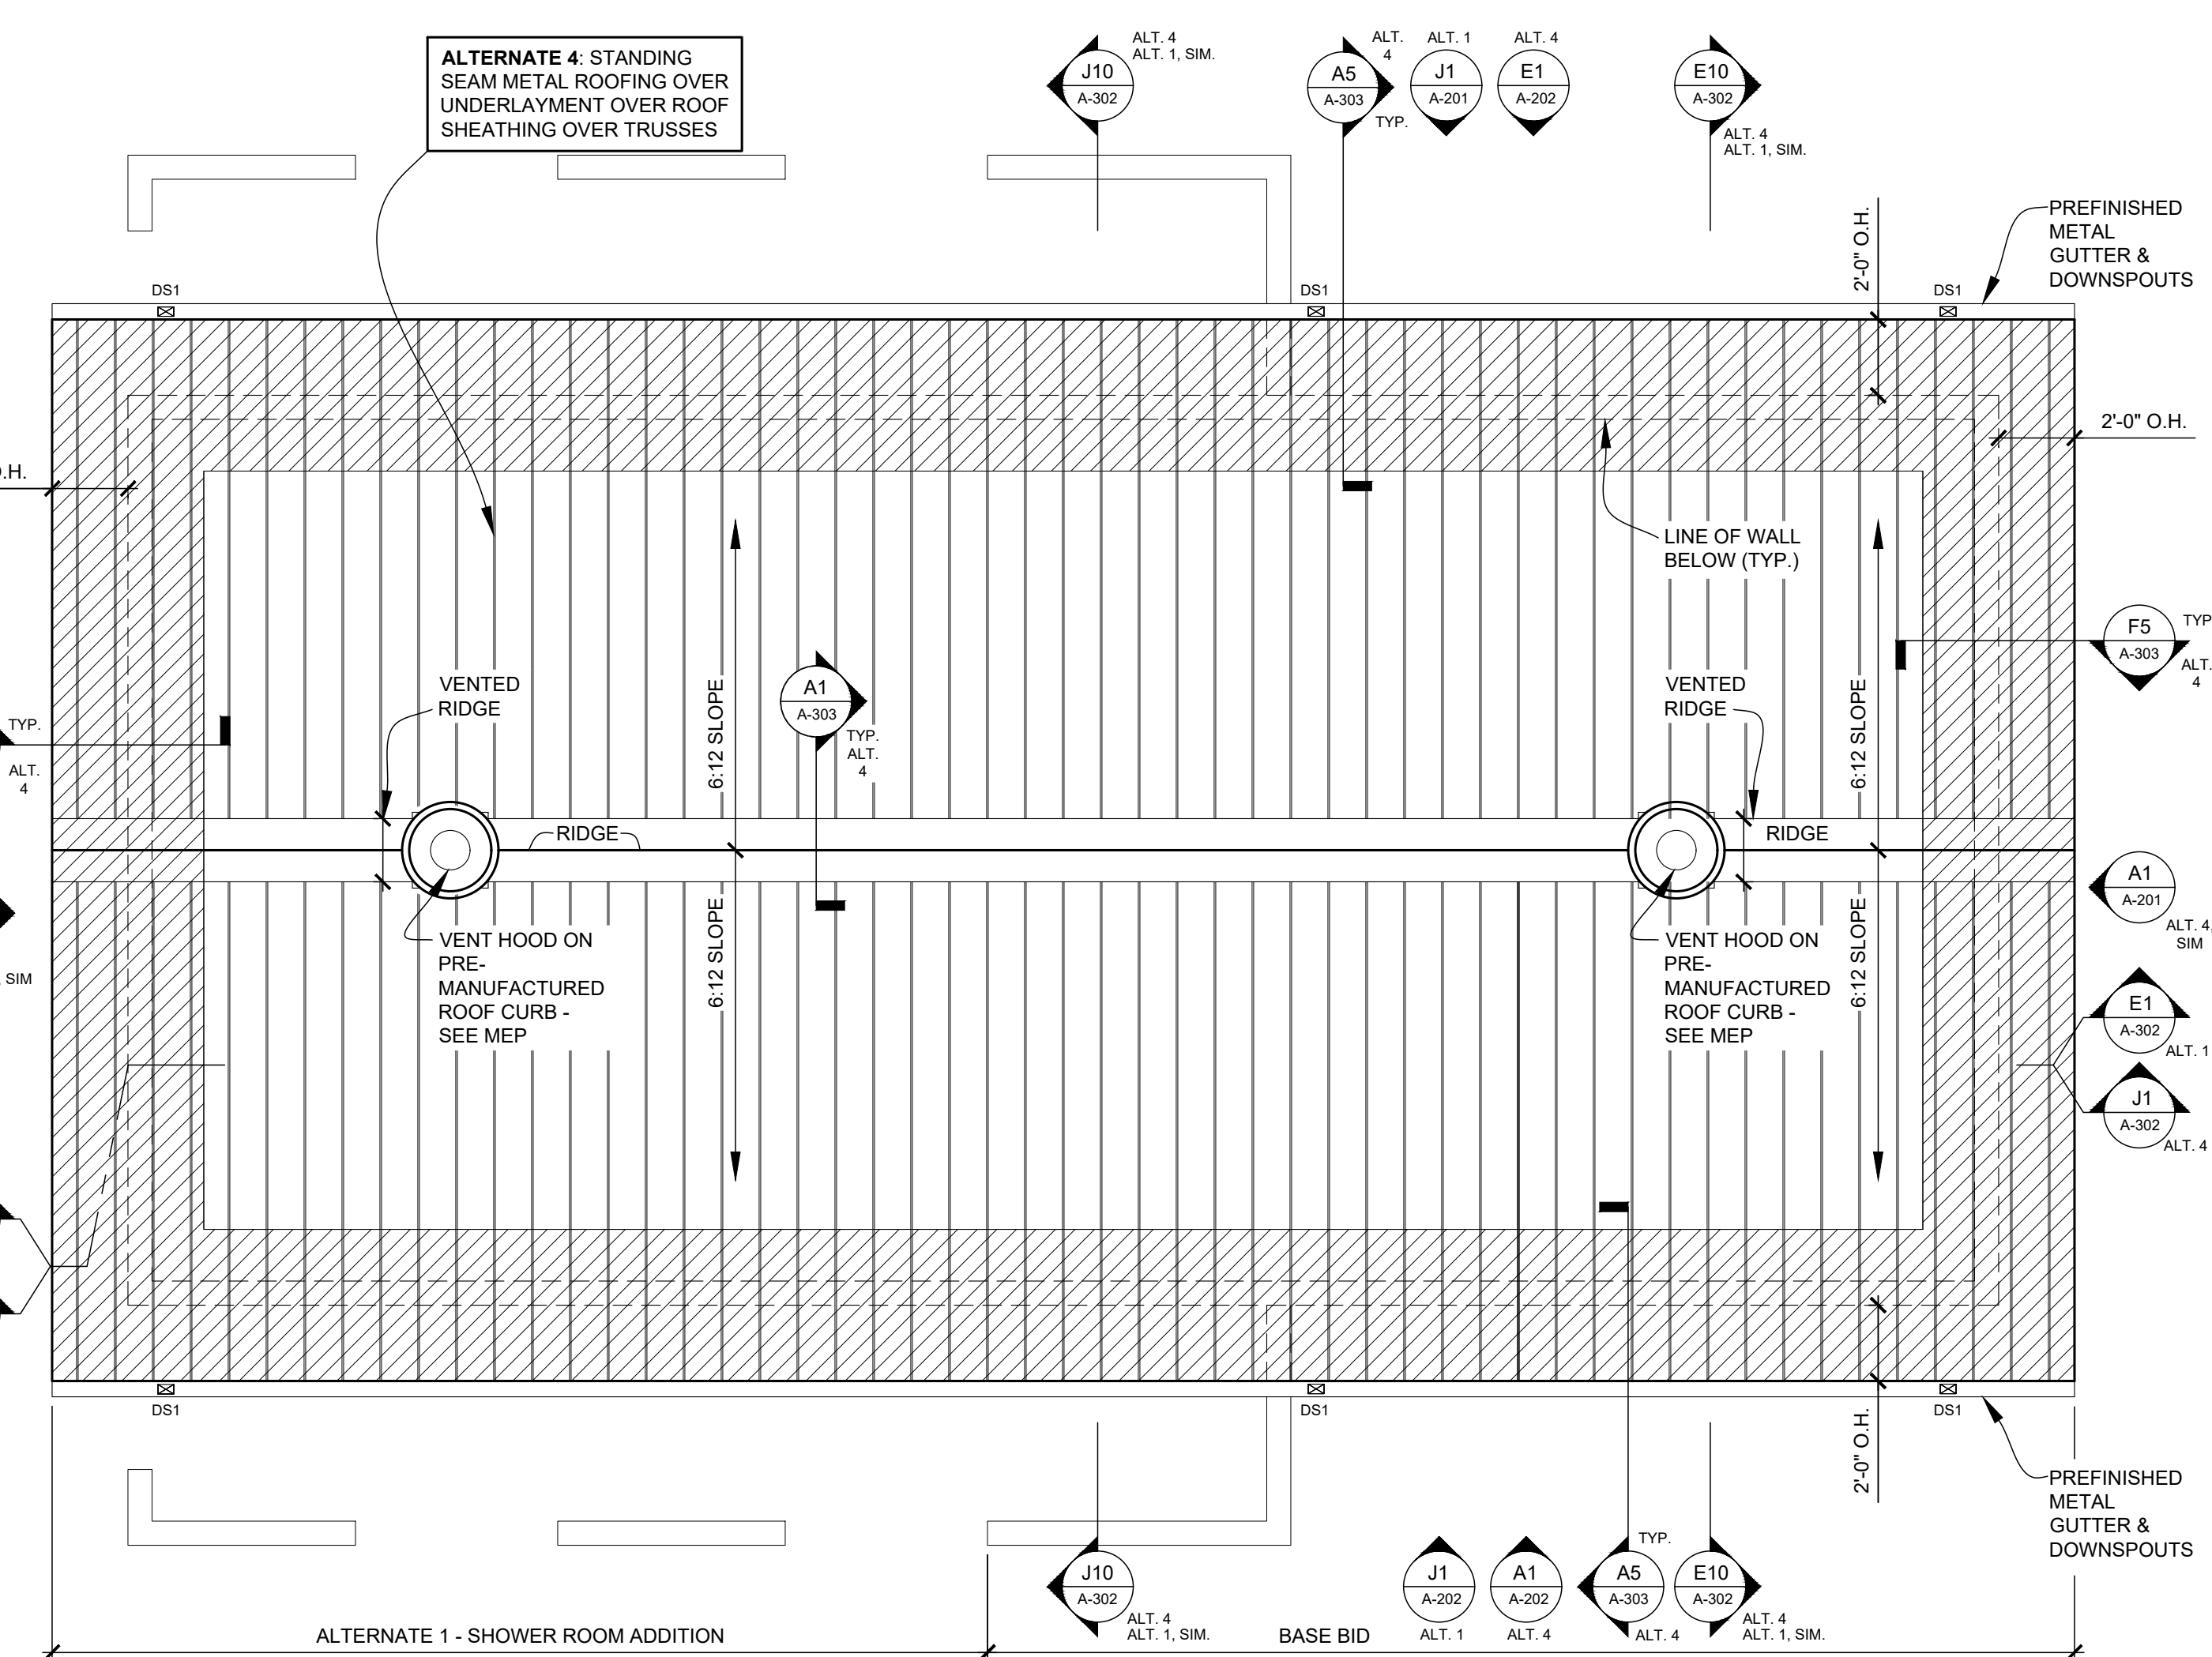 ALTERNATE 4: STANDING
SEAM METAL ROOFING OVER
UNDERLAYMENT OVER ROOF
SHEATHING OVER TRUSSES
J10
A-302
ALT. 4
ALT. 1, SIM.
A5
A-303
ALT.
4
TYP.
ALT. 1
J1
A-201
ALT. 4
E1
A-202
E10
A-302
ALT. 4
ALT. 1, SIM.
2'-0" O.H.
PREFINISHED
METAL
GUTTER &
DOWNSPOUTS
DS1
DS1
DS1
2'-0" O.H.
O.H.
LINE OF WALL
BELOW (TYP.)
F5
A-303
TYP
ALT.
4
VENTED
RIDGE
6:12 SLOPE
A1
A-303
TYP.
ALT.
4
VENTED
RIDGE
6:12 SLOPE
TYP.
ALT.
4
RIDGE
RIDGE
A1
A-201
ALT. 4,
SIM
VENT HOOD ON
PRE-
MANUFACTURED
ROOF CURB -
SEE MEP
6:12 SLOPE
VENT HOOD ON
PRE-
MANUFACTURED
ROOF CURB -
SEE MEP
6:12 SLOPE
, SIM
E1
A-302
ALT. 1
J1
A-302
ALT. 4
DS1
DS1
DS1
2'-0" O.H.
PREFINISHED
METAL
GUTTER &
DOWNSPOUTS
J10
A-302
ALT. 4
ALT. 1, SIM.
J1
A-202
ALT. 1
A1
A-202
ALT. 4
TYP.
A5
A-303
ALT. 4
E10
A-302
ALT. 4
ALT. 1, SIM.
ALTERNATE 1 - SHOWER ROOM ADDITION
BASE BID